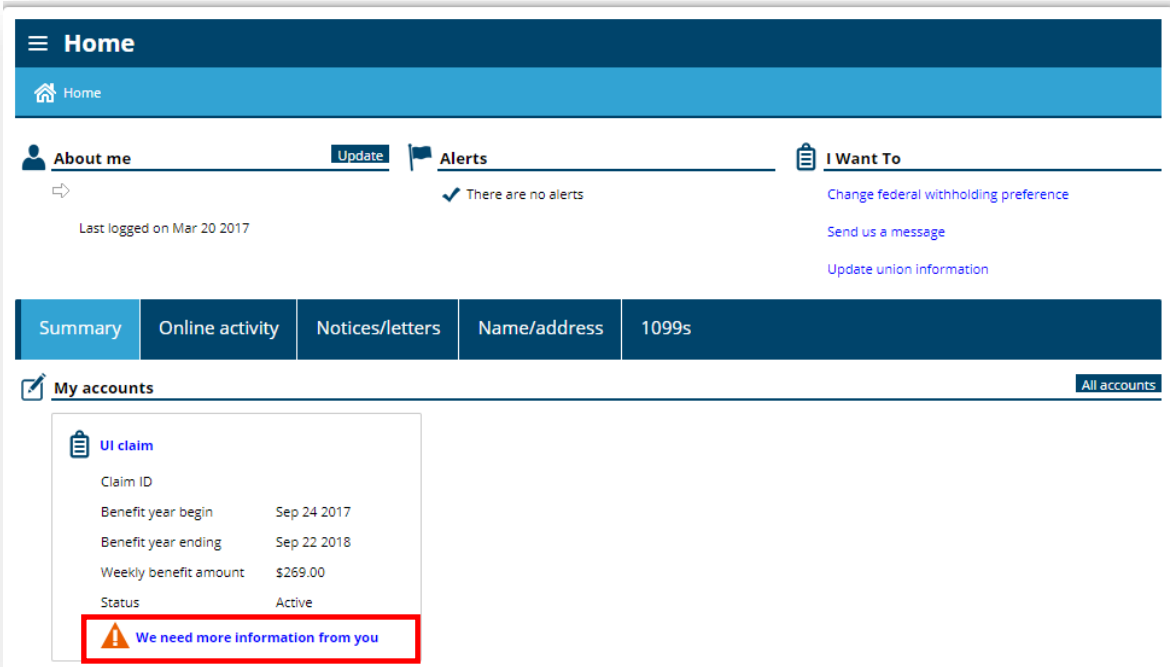 Home
Home
About me
Update
Last logged on Mar 20 2017
Alerts
There are no alerts
I Want To
Change federal withholding preference
Send us a message
Update union information
Summary
Online activity
Notices/letters
Name/address
1099s
My accounts
All accounts
UI claim
Claim ID
Benefit year begin Sep 24 2017
Benefit year ending Sep 22 2018
Weekly benefit amount $269.00
Status Active
We need more information from you